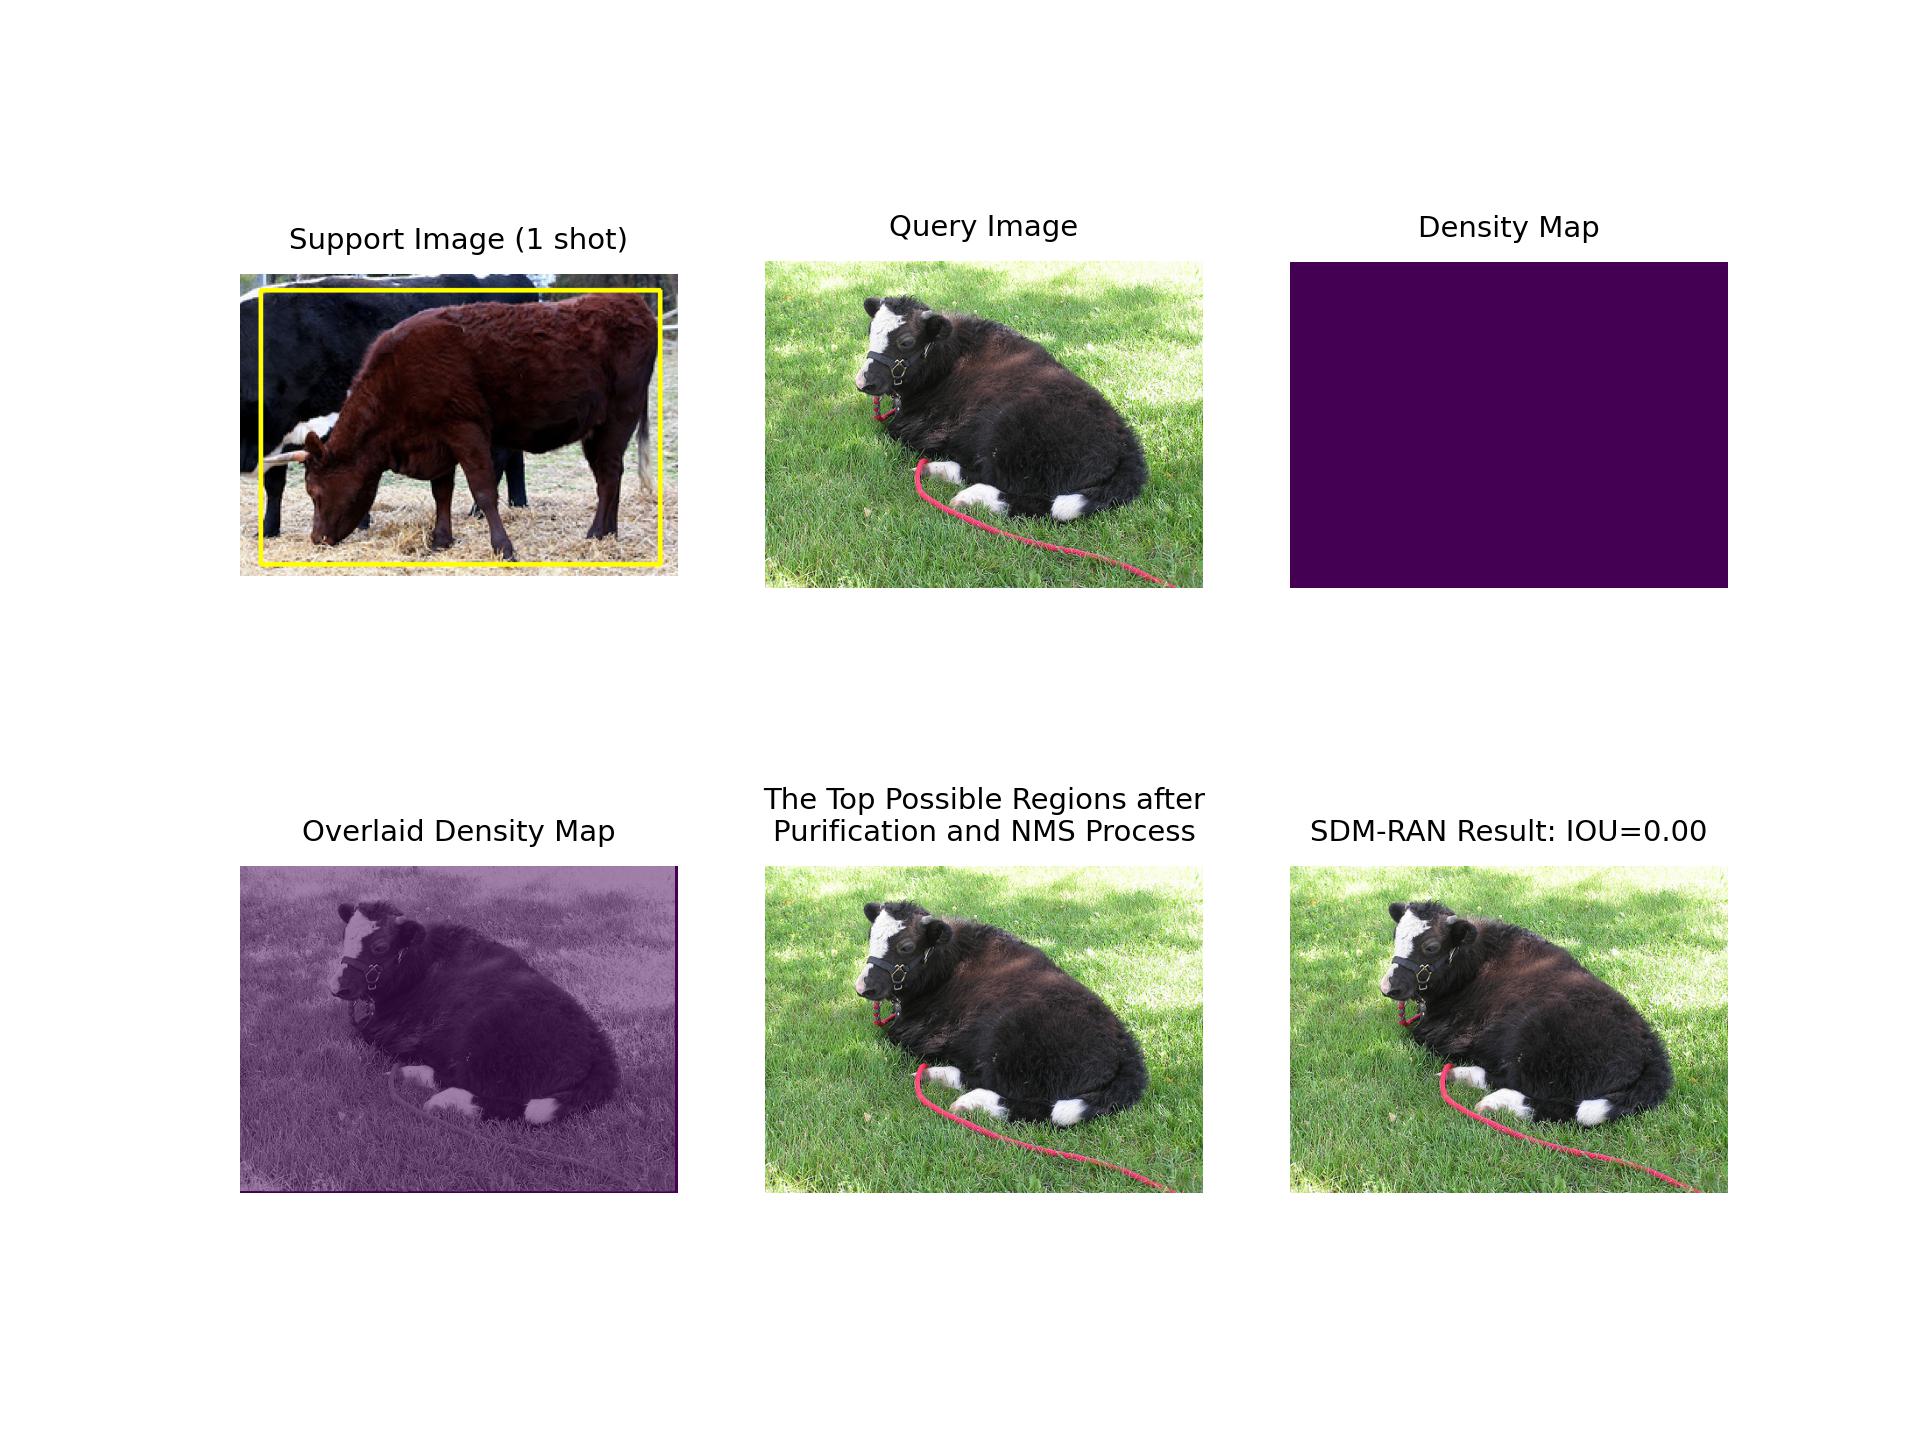 Support Image (1 shot)
Query Image
Density Map
Overlaid Density Map
The Top Possible Regions after
Purification and NMS Process
SDM-RAN Result: IOU=0.00